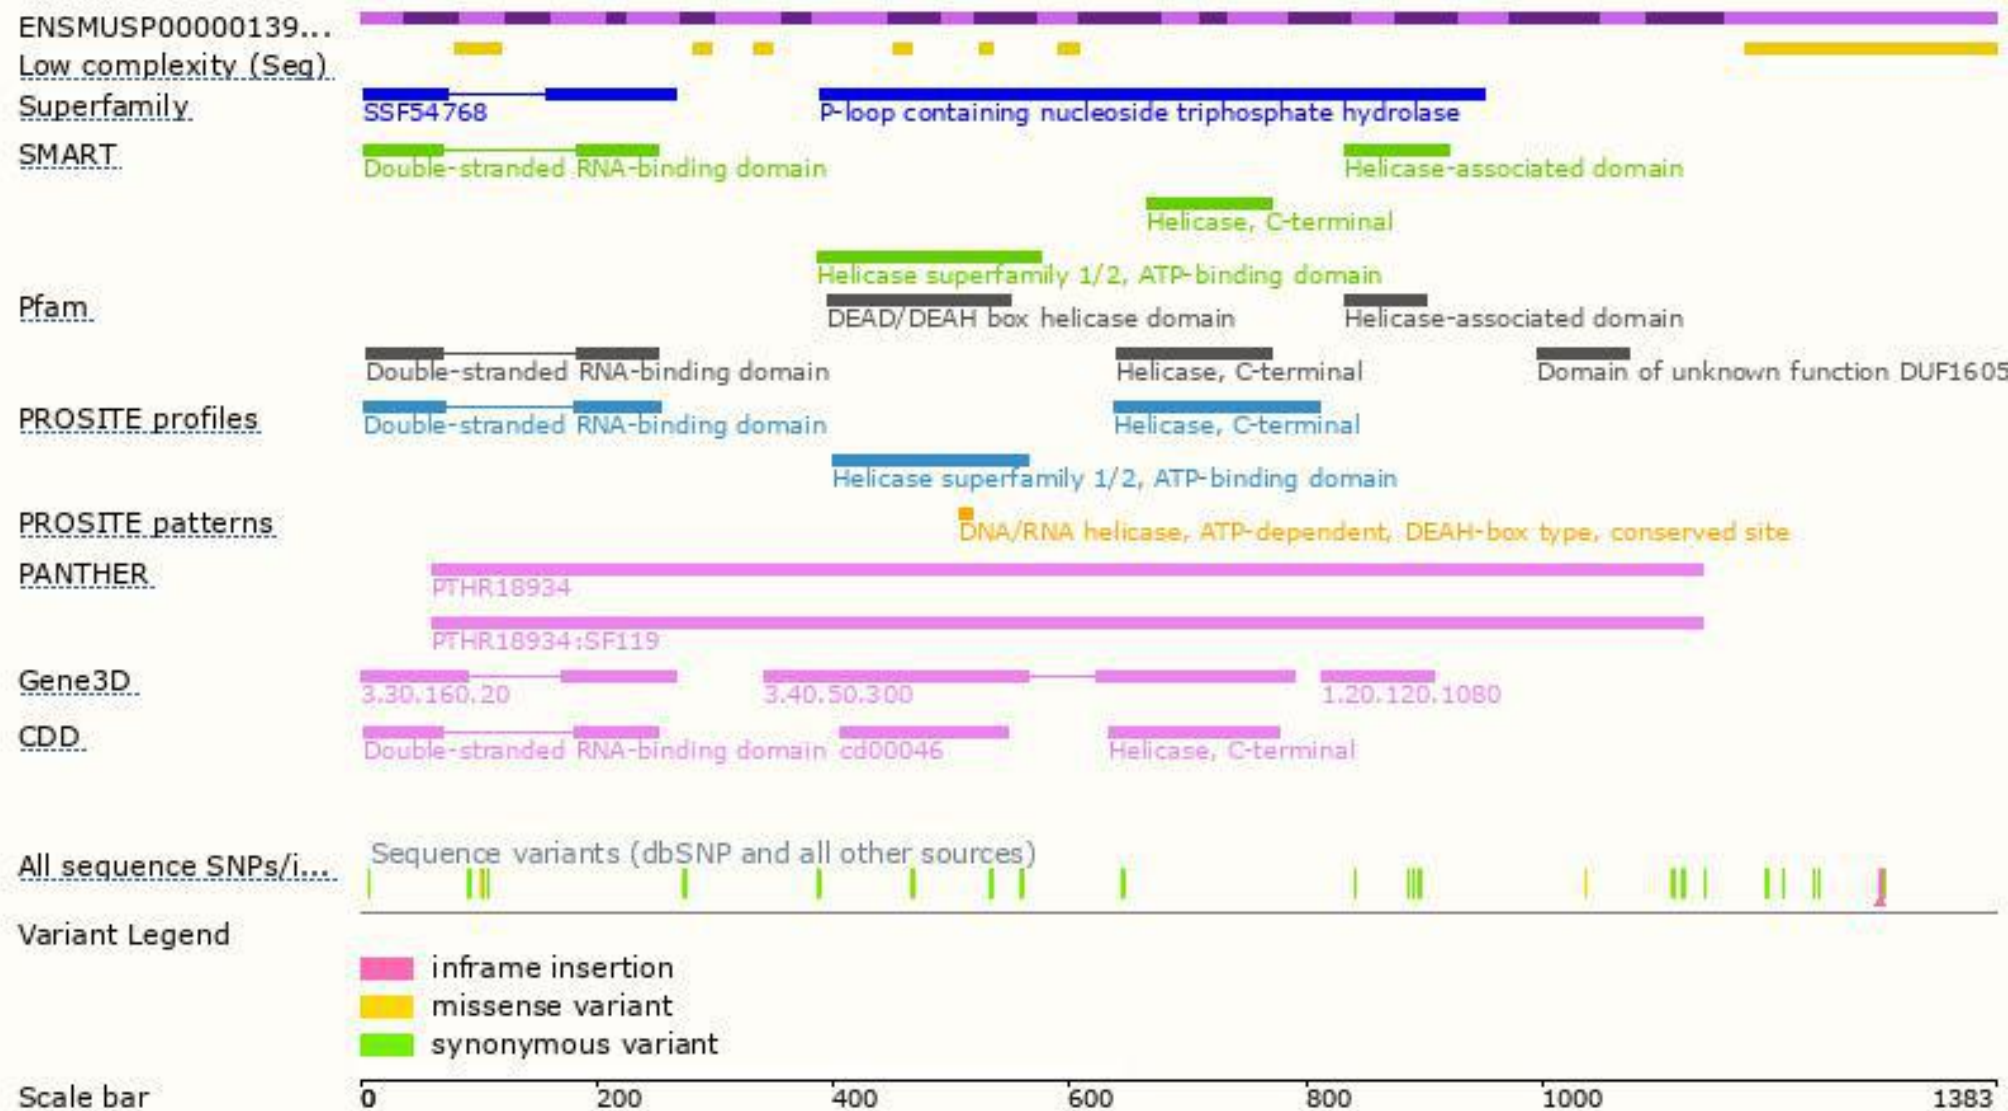 ENSMUSP00000139...
Low complexity (Seg)
Superfamily
SSF54768
P-loop containing nucleoside triphosphate hydrolase
SMART
Double-stranded RNA-binding domain
Helicase-associated domain
Helicase, C-terminal
Helicase superfamily 1/2, ATP-binding domain
Pfam
DEAD/DEAH box helicase domain
Helicase-associated domain
Double-stranded RNA-binding domain
Helicase, C-terminal
Domain of unknown function DUF1605
PROSITE profiles
Double-stranded RNA-binding domain
Helicase, C-terminal
Helicase superfamily 1/2, ATP-binding domain
PROSITE patterns
DNA/RNA helicase, ATP-dependent, DEAH-box type, conserved site
PANTHER
PTHR18934
PTHR18934:SF119
Gene3D
3.30.160.20
3.40.50.300
1.20.120.1080
CDD
Double-stranded RNA-binding domain
cd00046
Helicase, C-terminal
Sequence variants (dbSNP and all other sources)
All sequence SNPs/i...
Variant Legend
inframe insertion
missense variant
synonymous variant
Scale bar
0 200 400 600 800 1000 1383